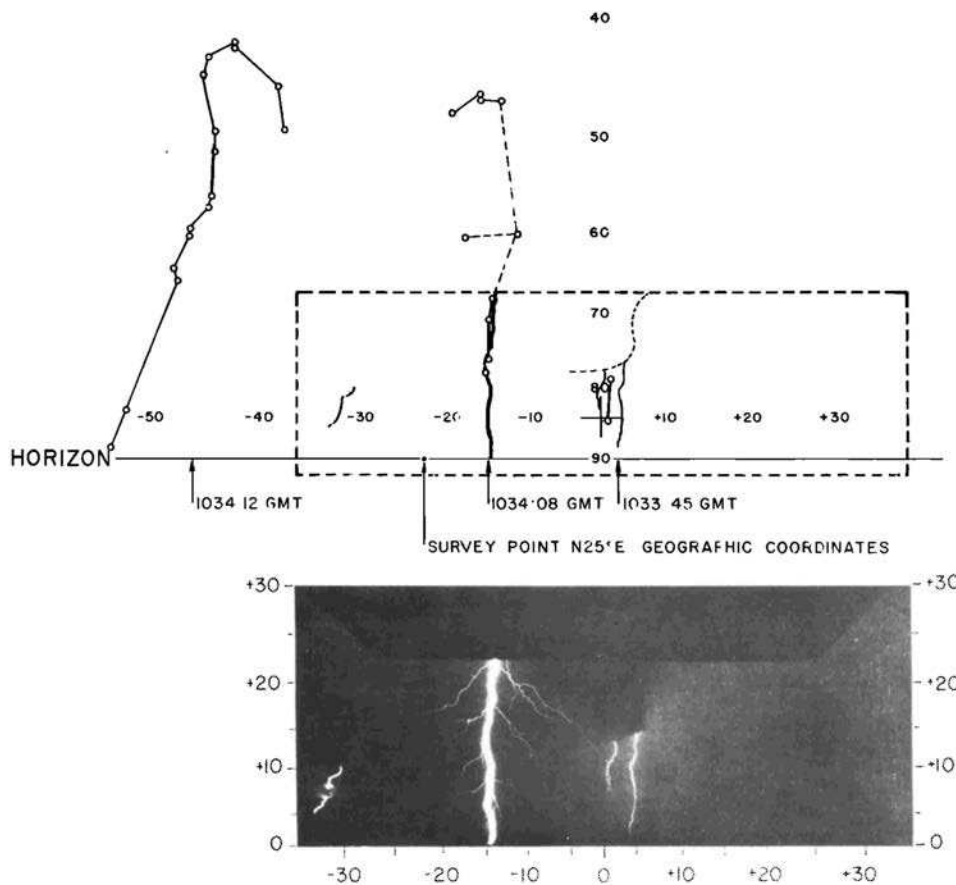 40
50
60
70
80
-50 -40 -30 -20 -10 +10 +20 +30
HORIZON 90
1034 12 GMT 1034·08 GMT 1033 45 GMT
SURVEY POINT N25°E GEOGRAPHIC COORDINATES
+30 +30
+20 +20
+10 +10
0 0
-30 -20 -10 0 +10 +20 +30